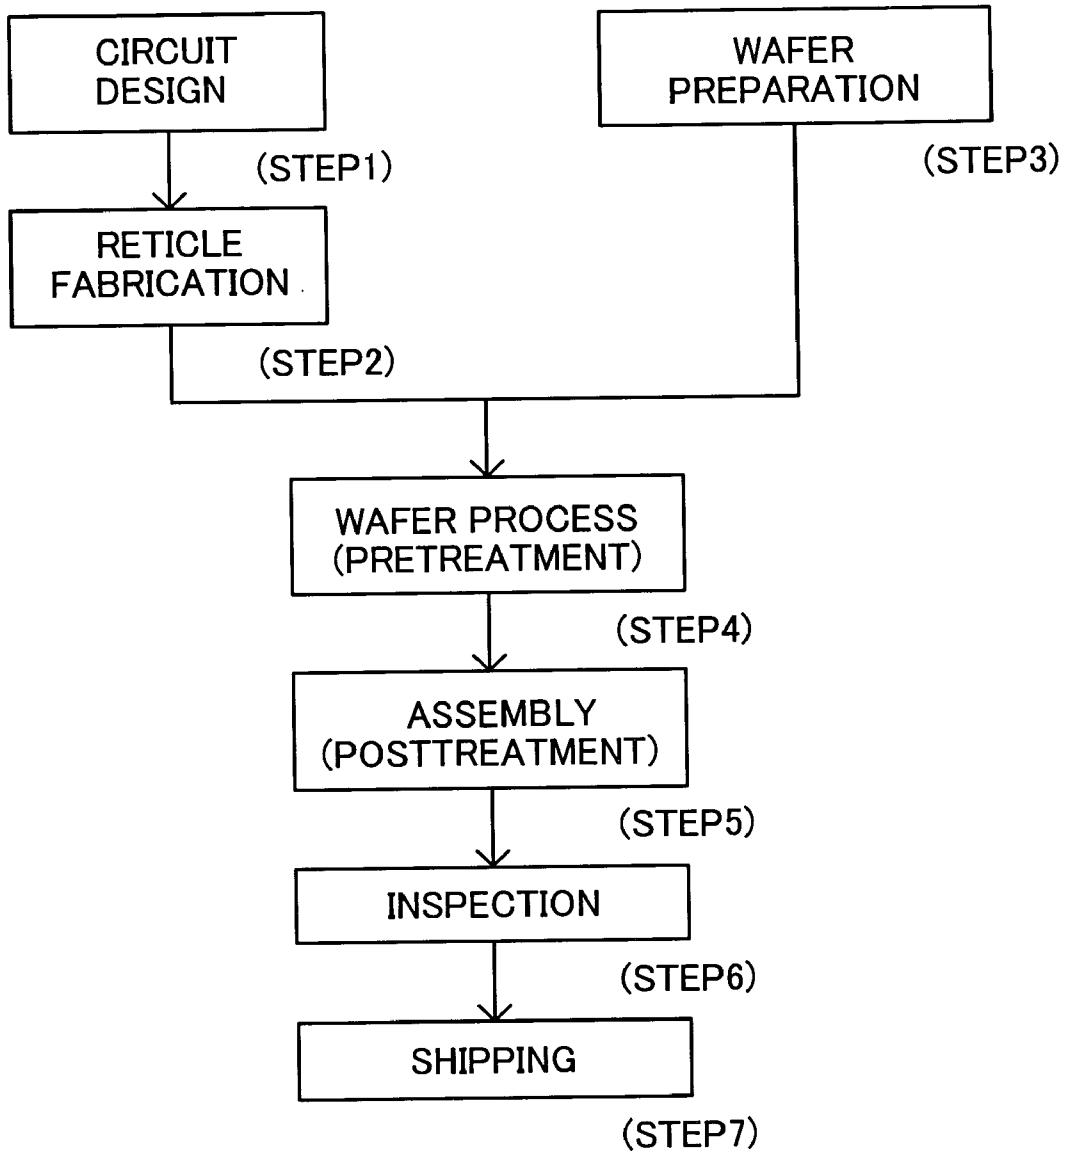 CIRCUIT
DESIGN
(STEP1)
RETICLE
FABRICATION
(STEP2)
WAFER
PREPARATION
(STEP3)
WAFER PROCESS
(PRETREATMENT)
(STEP4)
ASSEMBLY
(POSTTREATMENT)
(STEP5)
INSPECTION
(STEP6)
SHIPPING
(STEP7)